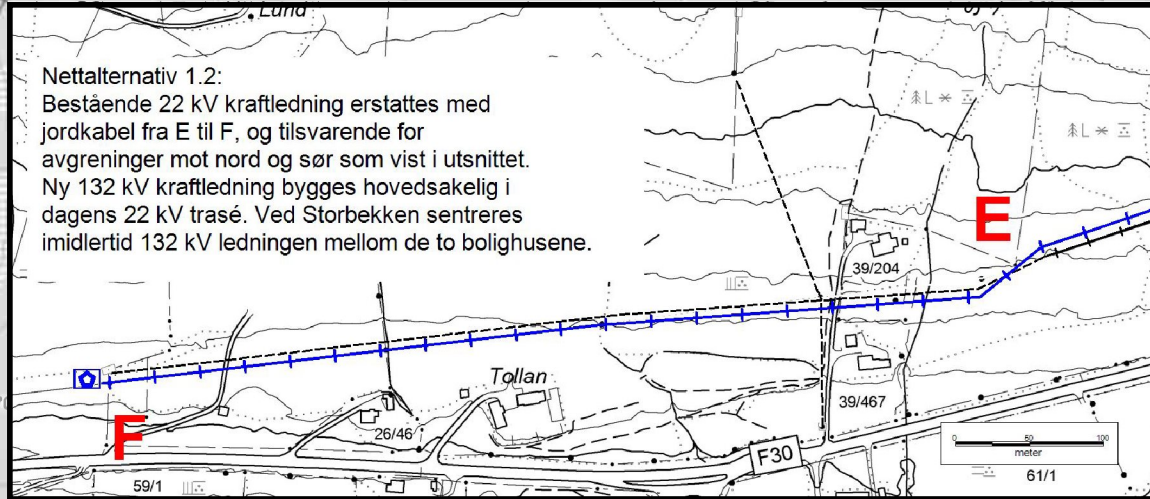 Lund
Nettalternativ 1.2:
Bestående 22 kV kraftledning erstattes med
jordkabel fra E til F, og tilsvarende for
avgreninger mot nord og sør som vist i utsnittet.
Ny 132 kV kraftledning bygges hovedsakelig i
dagens 22 kV trasé. Ved Storbekken sentreres
imidlertid 132 kV ledningen mellom de to bolighusene.
L
L
E
39/204
Tollan
39/467
F
26/46
F30
0 50 100
meter
59/1
61/1